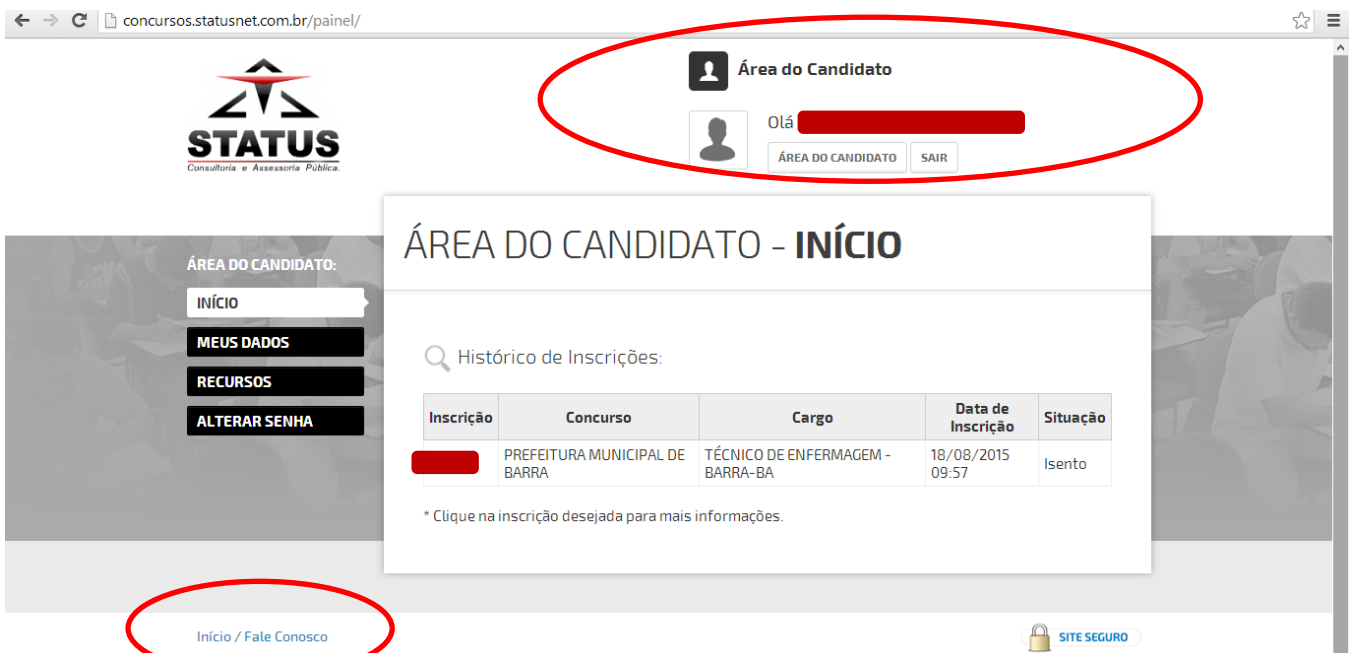 concursos.statusnet.com.br/painel/
STATUS
Consultoria e Assessoria Pública.
Área do Candidato
Olá
ÁREA DO CANDIDATO SAIR
ÁREA DO CANDIDATO - INÍCIO
ÁREA DO CANDIDATO:
INÍCIO
MEUS DADOS
RECURSOS
ALTERAR SENHA
Histórico de Inscrições:
Inscrição Concurso Cargo Data de Inscrição Situação
PREFEITURA MUNICIPAL DE BARRA TÉCNICO DE ENFERMAGEM - BARRA-BA 18/08/2015 09:57 Isento
* Clique na inscrição desejada para mais informações.
Início / Fale Conosco
SITE SEGURO